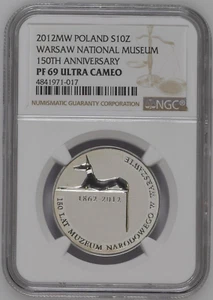 2012MW POLAND S10Z
WARSAW NATIONAL MUSEUM
150TH ANNIVERSARY
PF 69 ULTRA CAMEO
4841971-017
NUMISMATIC GUARANTY CORPORATION
NGC
1862 2012
150 LAT MUZEUM NARODOWEGO W WARSZAWIE